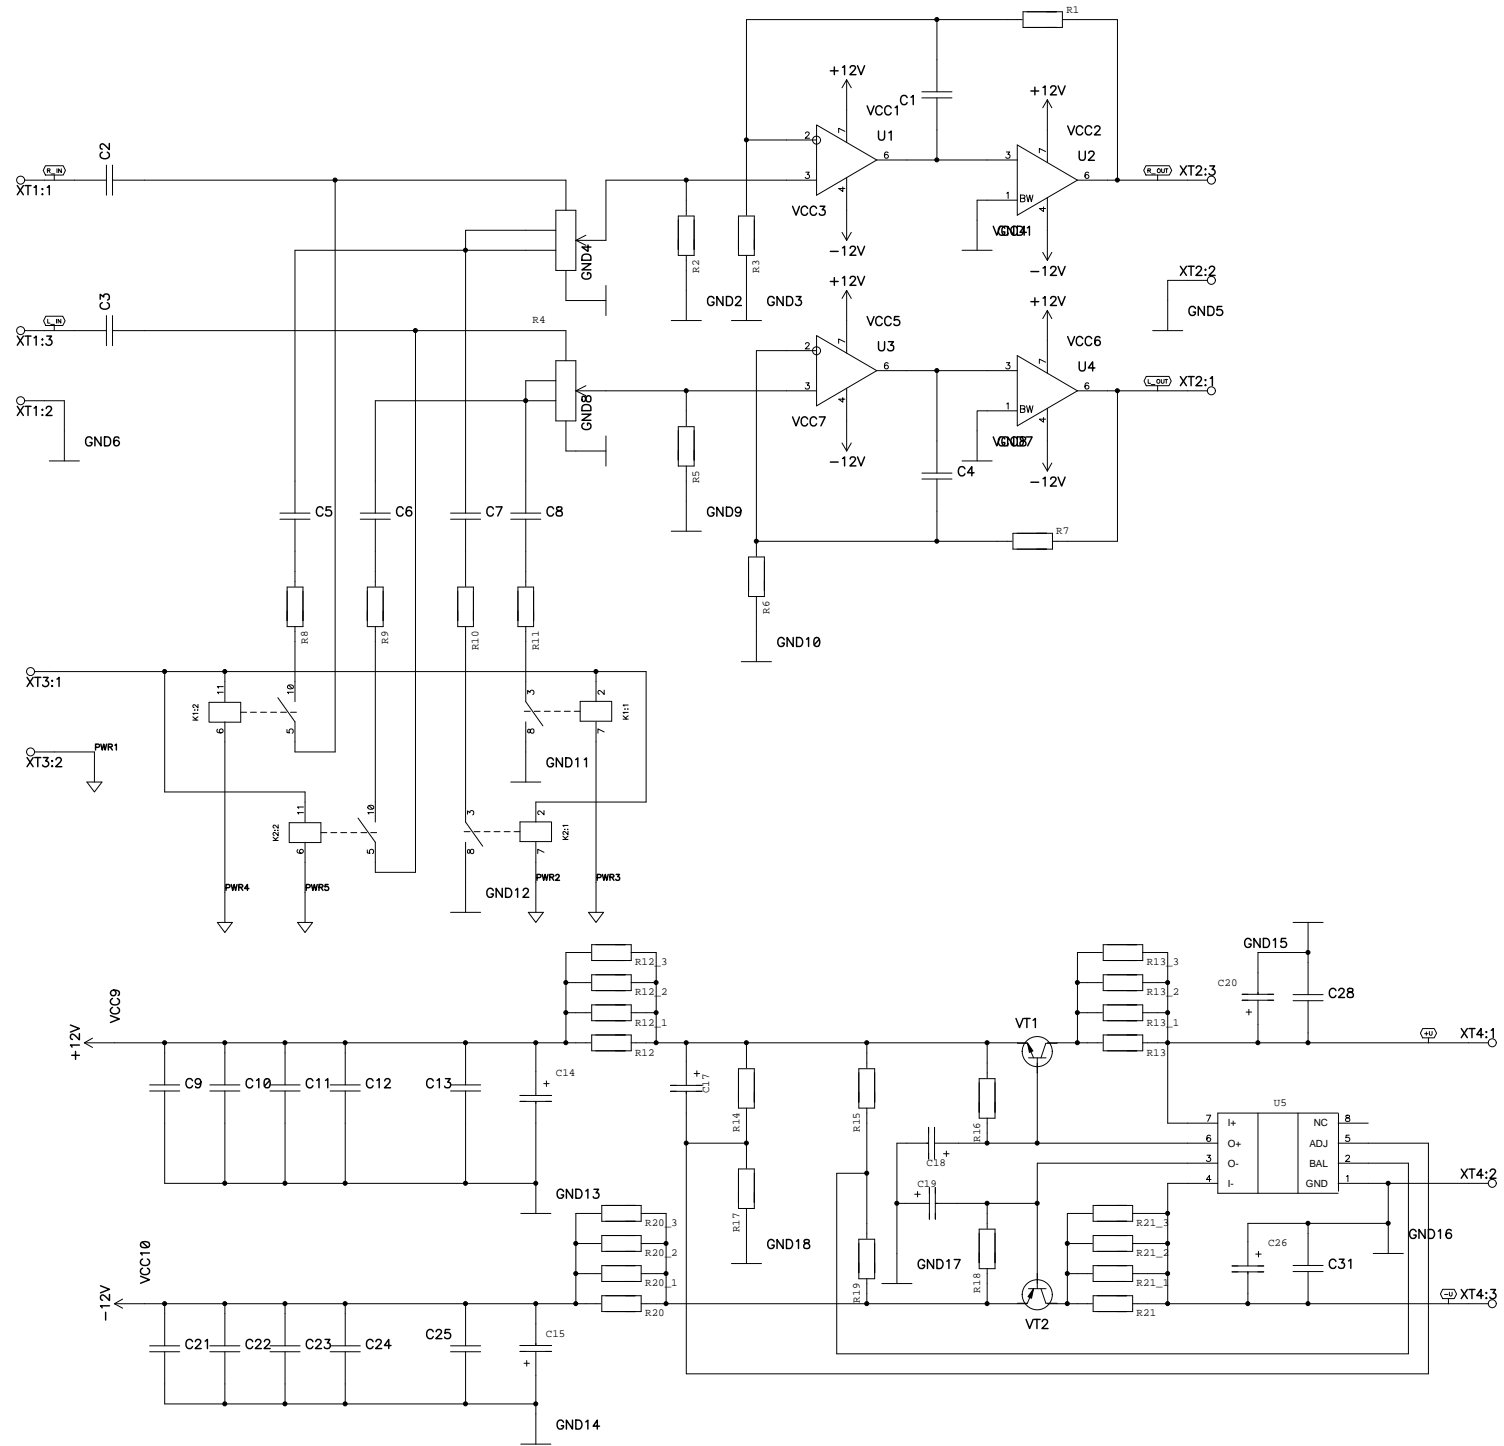 R1
+12V
VCC1
C1
U1
2
7
6
3
4
VCC3
-12V
+12V
VCC2
U2
3
7
6
1
BW
4
-12V
R_OUT
XT2:3
C2
R_IN
XT1:1
GND4
R2
R3
GND2
GND3
XT2:2
GND5
C3
L_IN
XT1:3
R4
+12V
VCC5
U3
2
7
6
3
4
VCC7
-12V
+12V
VCC6
U4
3
7
6
1
BW
4
-12V
L_OUT
XT2:1
XT1:2
GND6
GND8
R5
GND9
C4
R7
R6
GND10
C5
C6
C7
C8
R8
R9
R10
R11
XT3:1
11
K1:2
6
10
5
3
8
2
K1:1
7
GND11
XT3:2
PWR1
11
K2:2
6
10
5
3
8
2
K2:1
7
PWR4
PWR5
GND12
PWR2
PWR3
VCC9
+12V
C9
C10
C11
C12
C13
+
C14
GND13
R12_3
R12_2
R12_1
R12
+
C17
R14
R17
GND18
R15
R19
R16
C18
+
C19
+
GND17
R18
VT1
VT2
R13_3
R13_2
R13_1
R13
GND15
C20
+
C28
+U
XT4:1
U5
7
I+
NC
8
6
O+
ADJ
5
3
O-
BAL
2
4
I-
GND
1
XT4:2
GND16
+
C26
C31
-U
XT4:3
R20_3
R20_2
R20_1
R20
R21_3
R21_2
R21_1
R21
VCC10
-12V
C21
C22
C23
C24
C25
C15
+
GND14